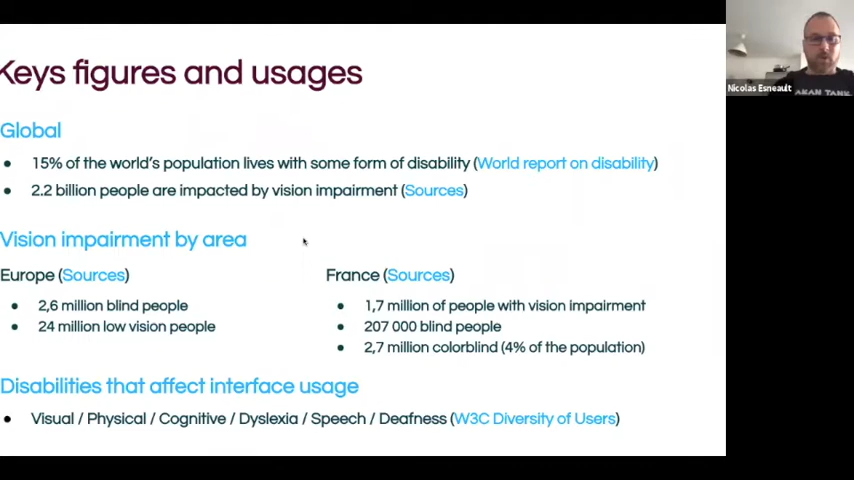 Keys figures and usages
Global
• 15% of the world's population lives with some form of disability (World report on disability)
• 2.2 billion people are impacted by vision impairment (Sources)
Vision impairment by area
Europe (Sources)
• 2,6 million blind people
• 24 million low vision people
France (Sources)
• 1,7 million of people with vision impairment
• 207 000 blind people
• 2,7 million colorblind (4% of the population)
Disabilities that affect interface usage
• Visual / Physical / Cognitive / Dyslexia / Speech / Deafness (W3C Diversity of Users)
Nicolas Esneault